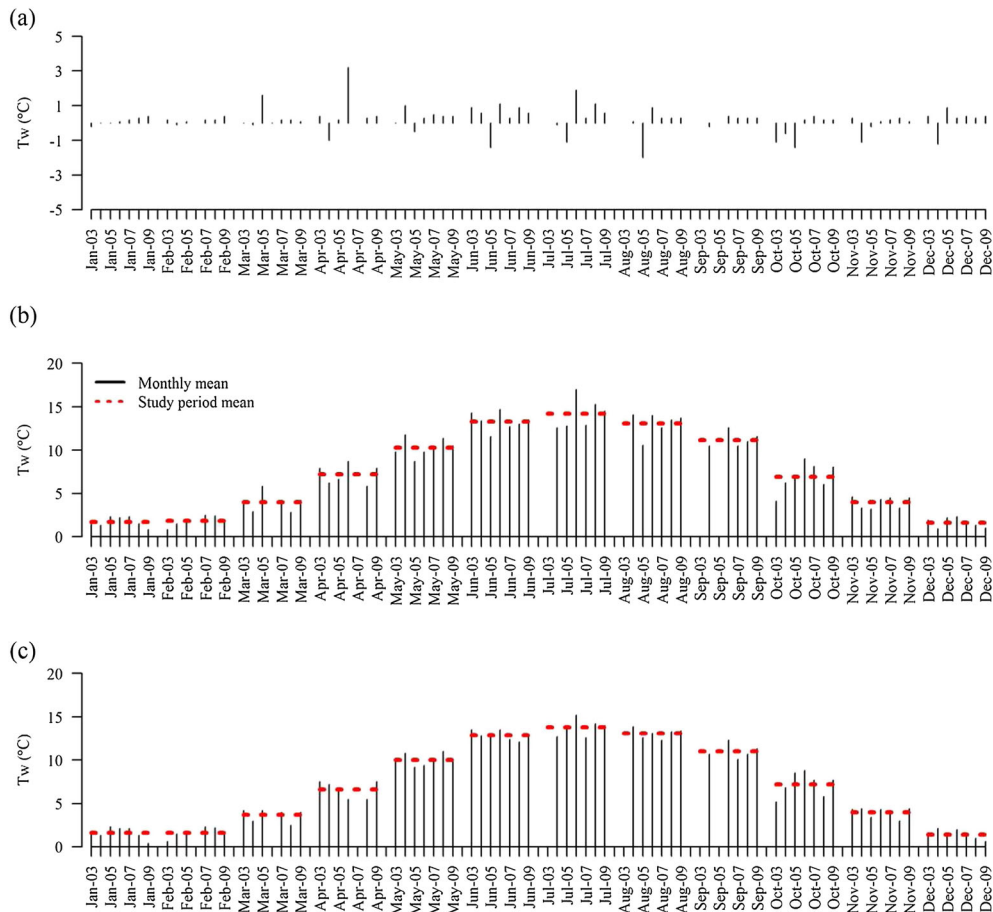 (a)
5
3
1
-1
-3
-5
Tw (°C)
Jan-03 Jan-05 Jan-07 Jan-09 Feb-03 Feb-05 Feb-07 Feb-09 Mar-03 Mar-05 Mar-07 Mar-09 Apr-03 Apr-05 Apr-07 Apr-09 May-03 May-05 May-07 May-09 Jun-03 Jun-05 Jun-07 Jun-09 Jul-03 Jul-05 Jul-07 Jul-09 Aug-03 Aug-05 Aug-07 Aug-09 Sep-03 Sep-05 Sep-07 Sep-09 Oct-03 Oct-05 Oct-07 Oct-09 Nov-03 Nov-05 Nov-07 Nov-09 Dec-03 Dec-05 Dec-07 Dec-09
(b)
20
15
10
5
0
Tw (°C)
Monthly mean
Study period mean
Jan-03 Jan-05 Jan-07 Jan-09 Feb-03 Feb-05 Feb-07 Feb-09 Mar-03 Mar-05 Mar-07 Mar-09 Apr-03 Apr-05 Apr-07 Apr-09 May-03 May-05 May-07 May-09 Jun-03 Jun-05 Jun-07 Jun-09 Jul-03 Jul-05 Jul-07 Jul-09 Aug-03 Aug-05 Aug-07 Aug-09 Sep-03 Sep-05 Sep-07 Sep-09 Oct-03 Oct-05 Oct-07 Oct-09 Nov-03 Nov-05 Nov-07 Nov-09 Dec-03 Dec-05 Dec-07 Dec-09
(c)
20
15
10
5
0
Tw (°C)
Jan-03 Jan-05 Jan-07 Jan-09 Feb-03 Feb-05 Feb-07 Feb-09 Mar-03 Mar-05 Mar-07 Mar-09 Apr-03 Apr-05 Apr-07 Apr-09 May-03 May-05 May-07 May-09 Jun-03 Jun-05 Jun-07 Jun-09 Jul-03 Jul-05 Jul-07 Jul-09 Aug-03 Aug-05 Aug-07 Aug-09 Sep-03 Sep-05 Sep-07 Sep-09 Oct-03 Oct-05 Oct-07 Oct-09 Nov-03 Nov-05 Nov-07 Nov-09 Dec-03 Dec-05 Dec-07 Dec-09